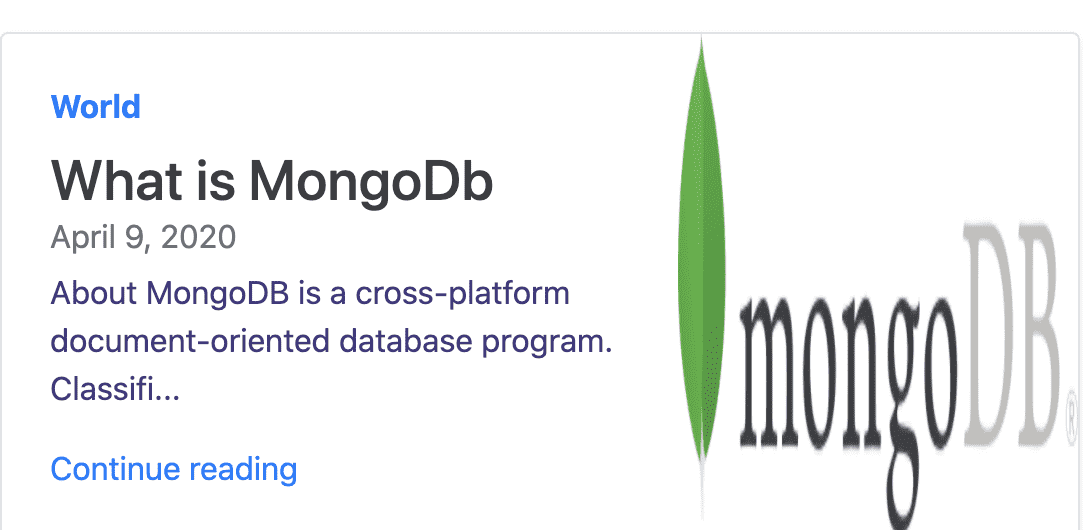 World
What is MongoDb
April 9, 2020
About MongoDB is a cross-platform
document-oriented database program.
Classifi...
Continue reading
mongoDB®